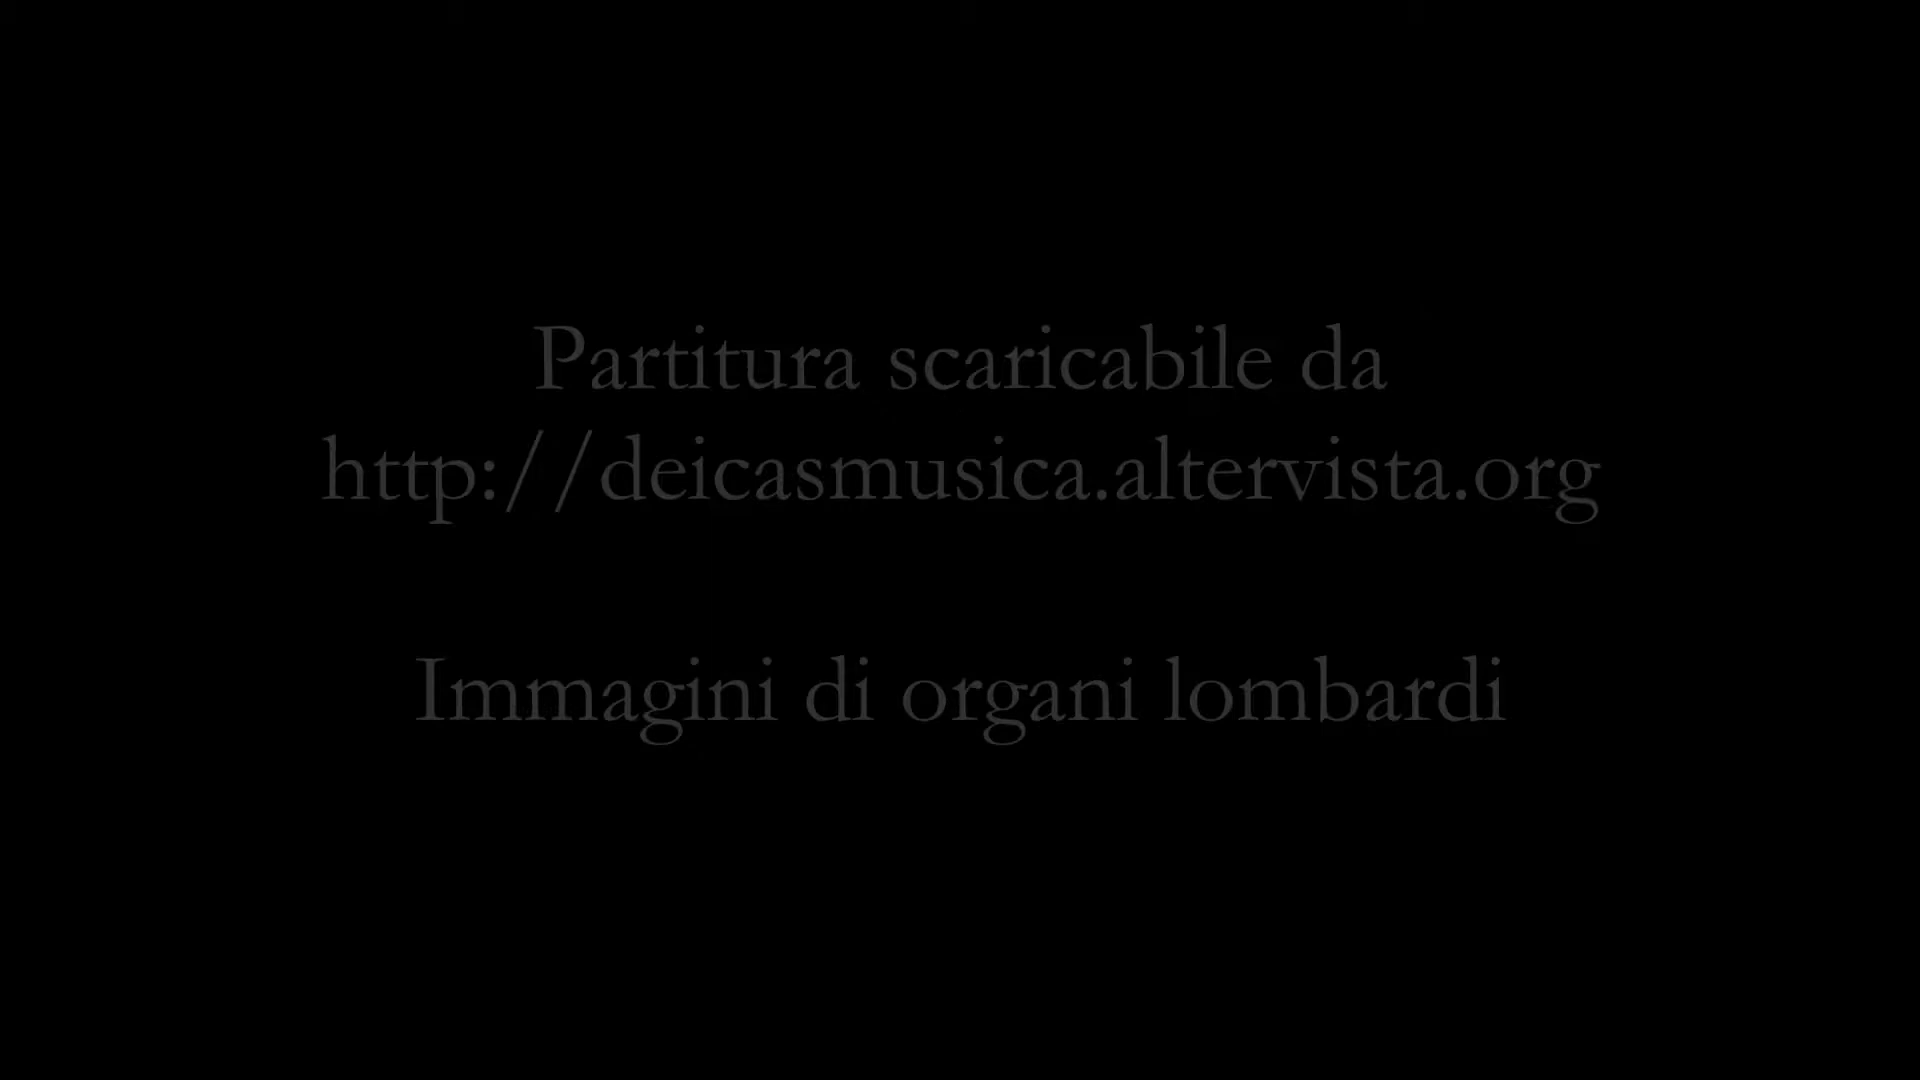 Partitura scaricabile da
http://deicasmusica.altervista.org
Immagini di organi lombardi